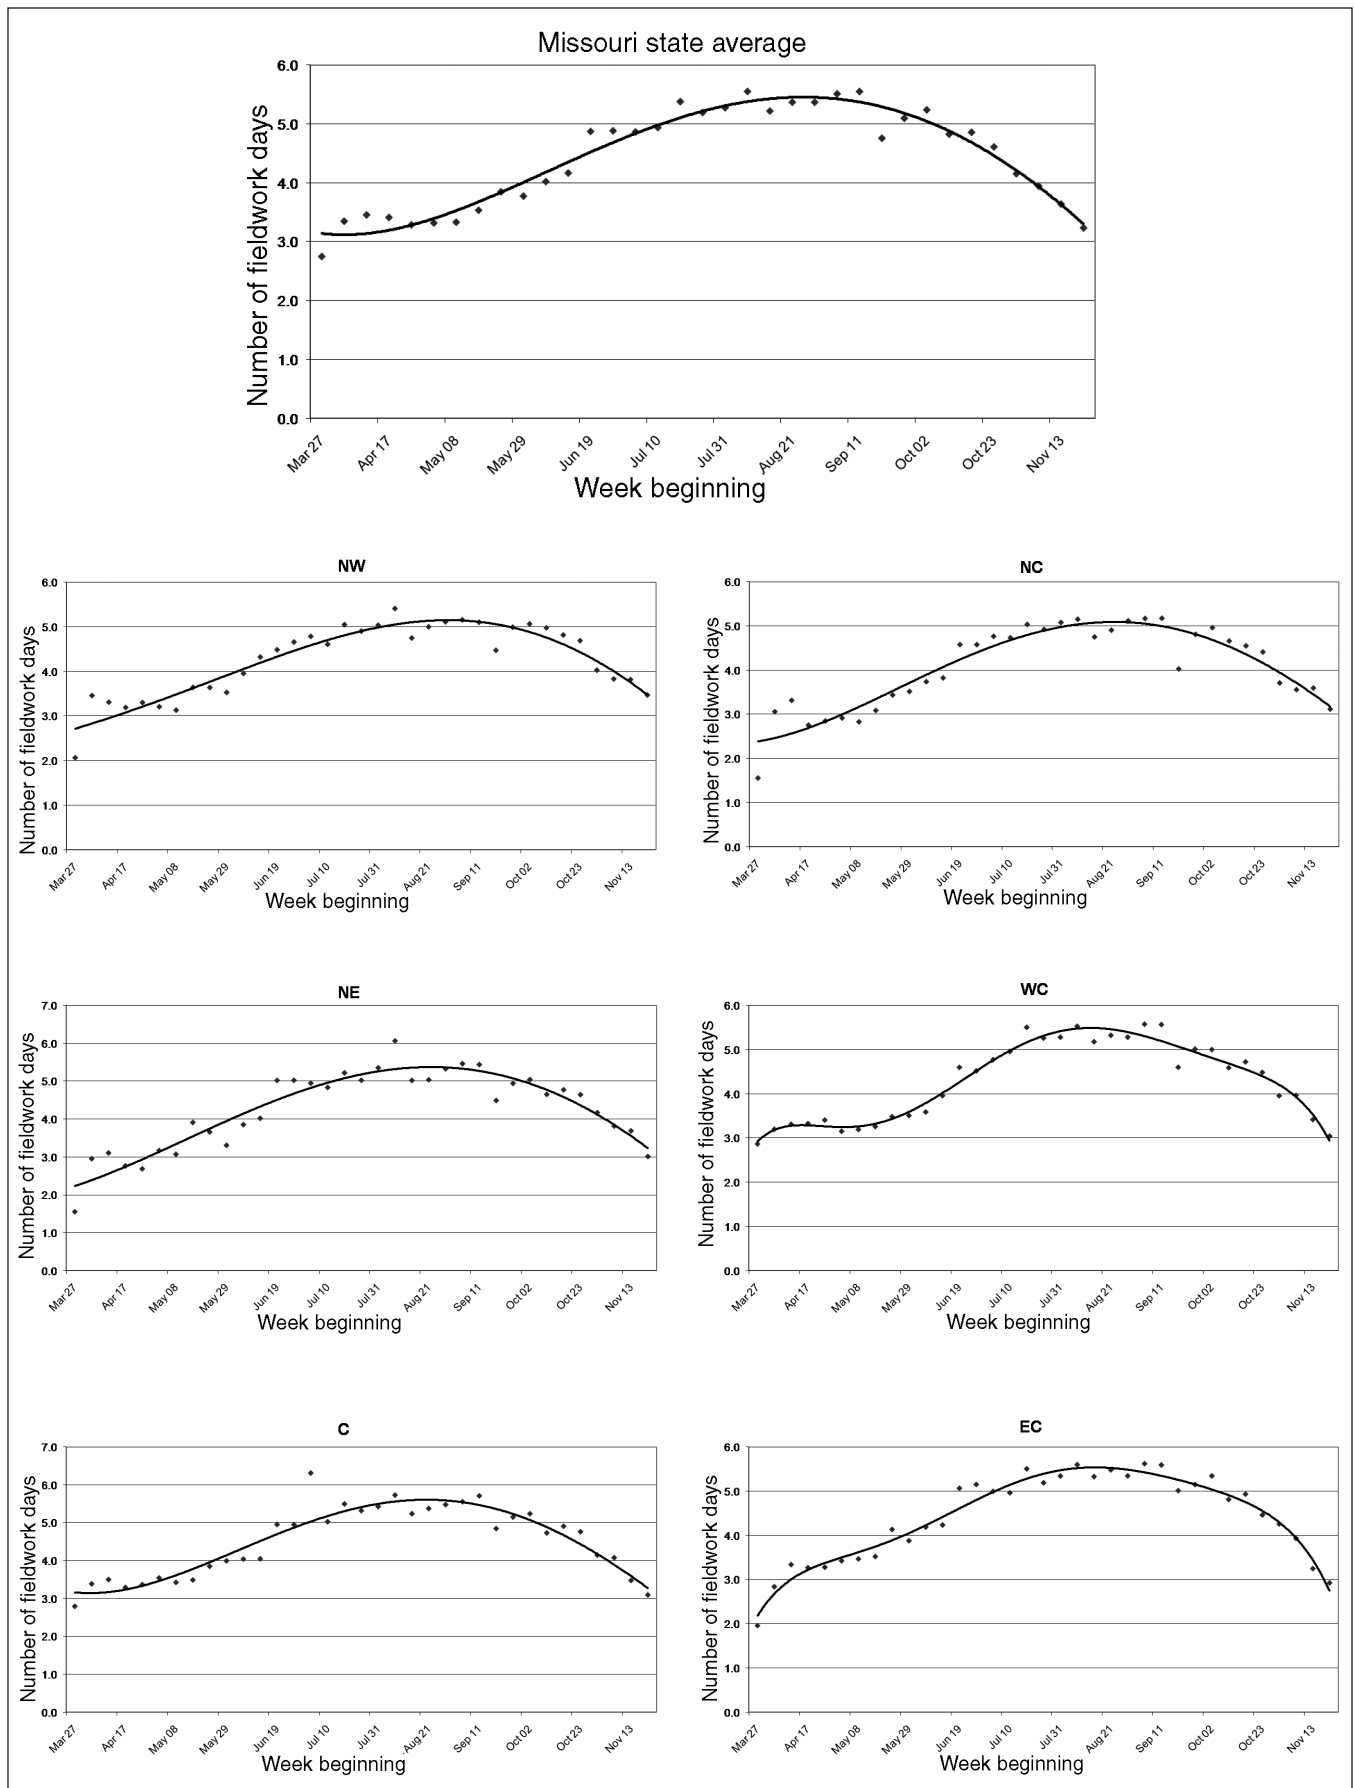 Missouri state average
Number of fieldwork days
6.0
5.0
4.0
3.0
2.0
1.0
0.0
Mar 27 Apr 17 May 08 May 29 Jun 19 Jul 10 Jul 31 Aug 21 Sep 11 Oct 02 Oct 23 Nov 13
Week beginning
NW
Number of fieldwork days
6.0
5.0
4.0
3.0
2.0
1.0
0.0
Mar 27 Apr 17 May 08 May 29 Jun 19 Jul 10 Jul 31 Aug 21 Sep 11 Oct 02 Oct 23 Nov 13
Week beginning
NC
Number of fieldwork days
6.0
5.0
4.0
3.0
2.0
1.0
0.0
Mar 27 Apr 17 May 08 May 29 Jun 19 Jul 10 Jul 31 Aug 21 Sep 11 Oct 02 Oct 23 Nov 13
Week beginning
NE
Number of fieldwork days
7.0
6.0
5.0
4.0
3.0
2.0
1.0
0.0
Mar 27 Apr 17 May 08 May 29 Jun 19 Jul 10 Jul 31 Aug 21 Sep 11 Oct 02 Oct 23 Nov 13
Week beginning
WC
Number of fieldwork days
6.0
5.0
4.0
3.0
2.0
1.0
0.0
Mar 27 Apr 17 May 08 May 29 Jun 19 Jul 10 Jul 31 Aug 21 Sep 11 Oct 02 Oct 23 Nov 13
Week beginning
C
Number of fieldwork days
7.0
6.0
5.0
4.0
3.0
2.0
1.0
0.0
Mar 27 Apr 17 May 08 May 29 Jun 19 Jul 10 Jul 31 Aug 21 Sep 11 Oct 02 Oct 23 Nov 13
Week beginning
EC
Number of fieldwork days
6.0
5.0
4.0
3.0
2.0
1.0
0.0
Mar 27 Apr 17 May 08 May 29 Jun 19 Jul 10 Jul 31 Aug 21 Sep 11 Oct 02 Oct 23 Nov 13
Week beginning